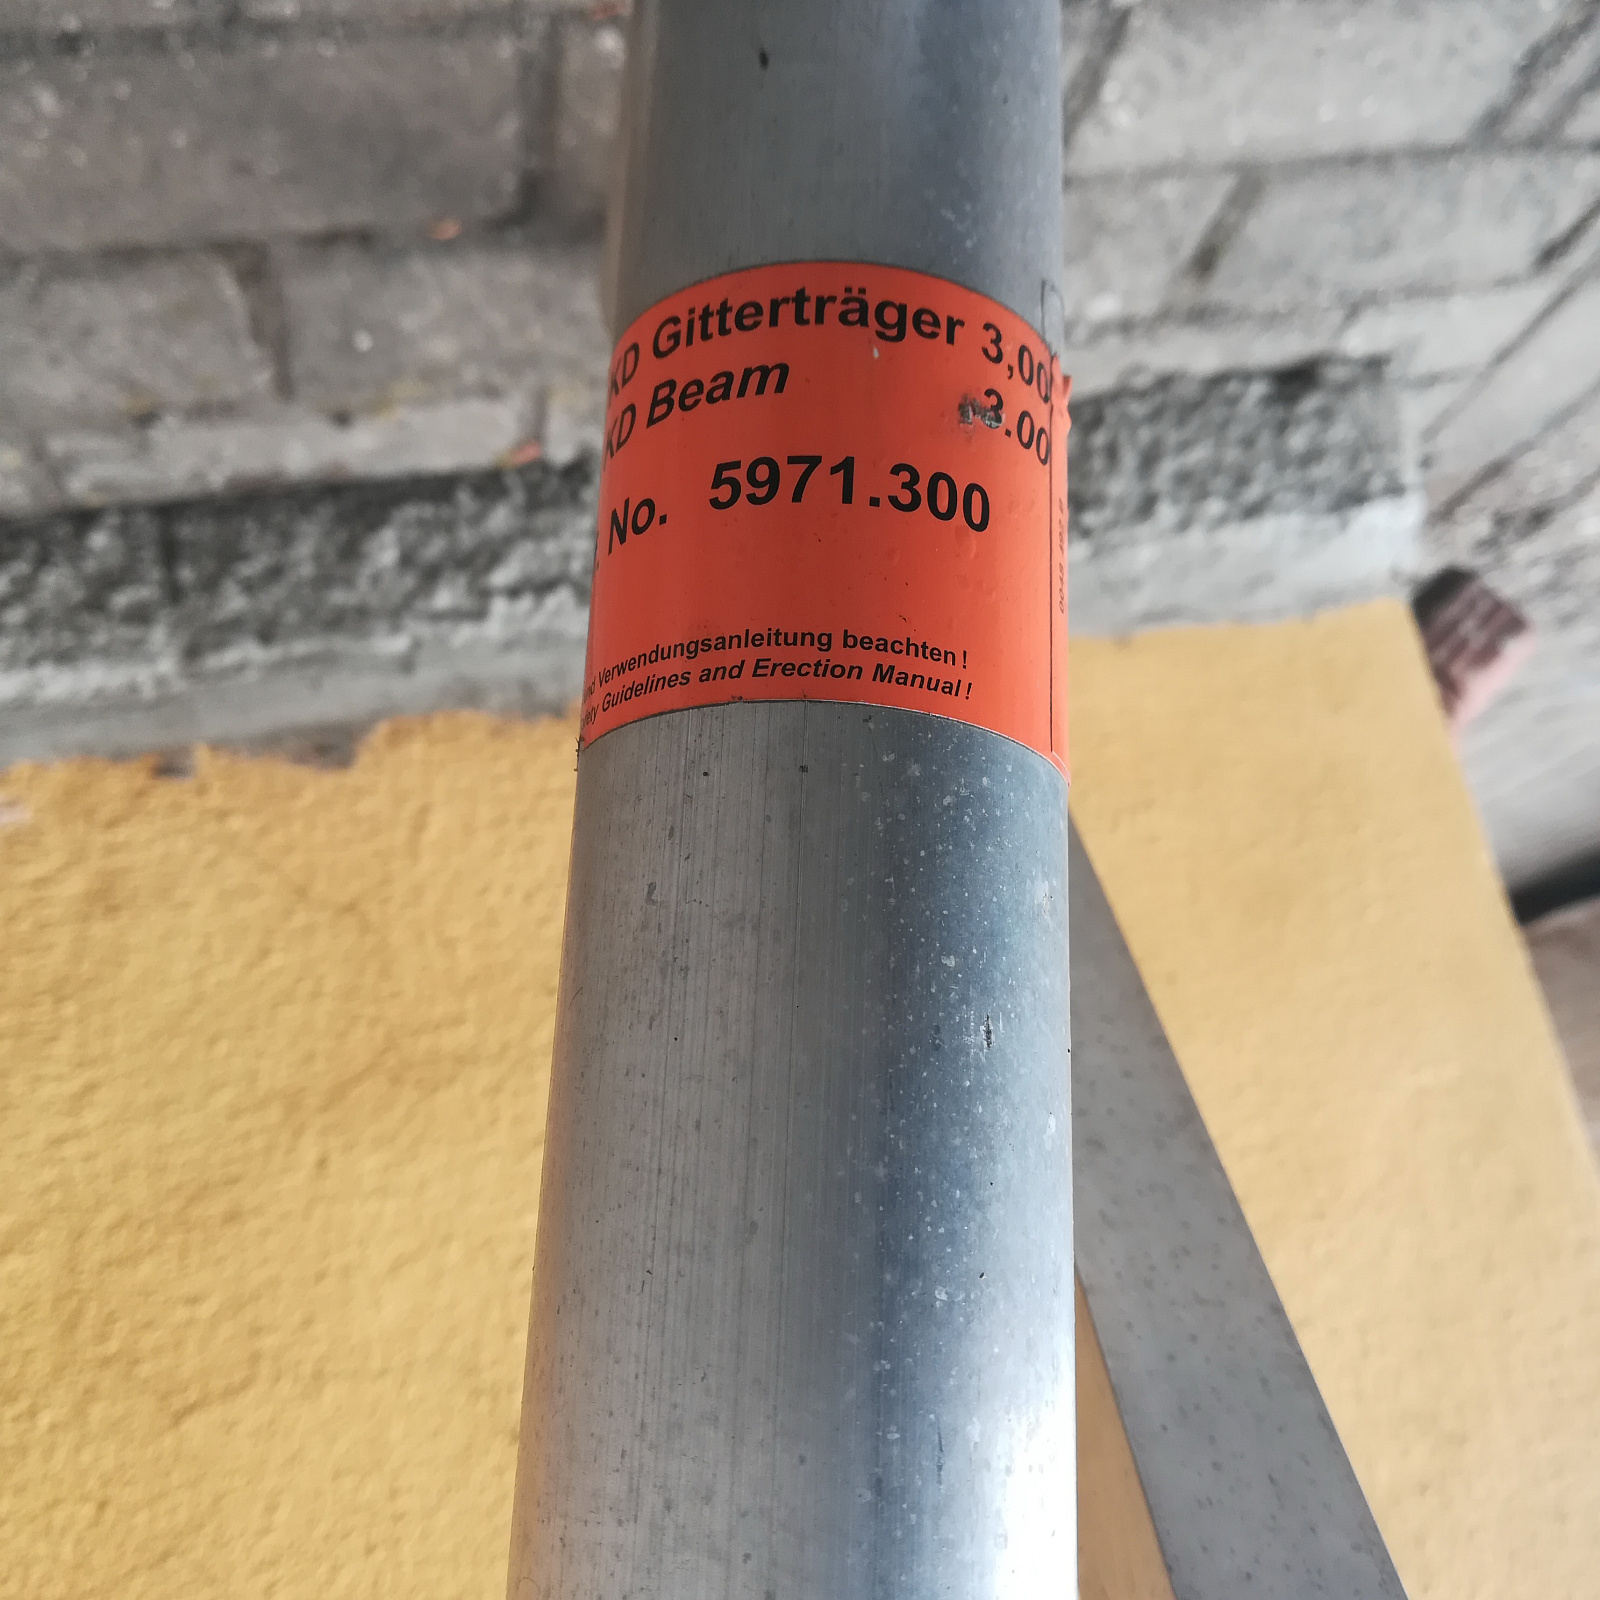 KD Gitterträger 3,00
KD Beam 3.00
No. 5971.300
Verwendungsanleitung beachten!
Guidelines and Erection Manual!